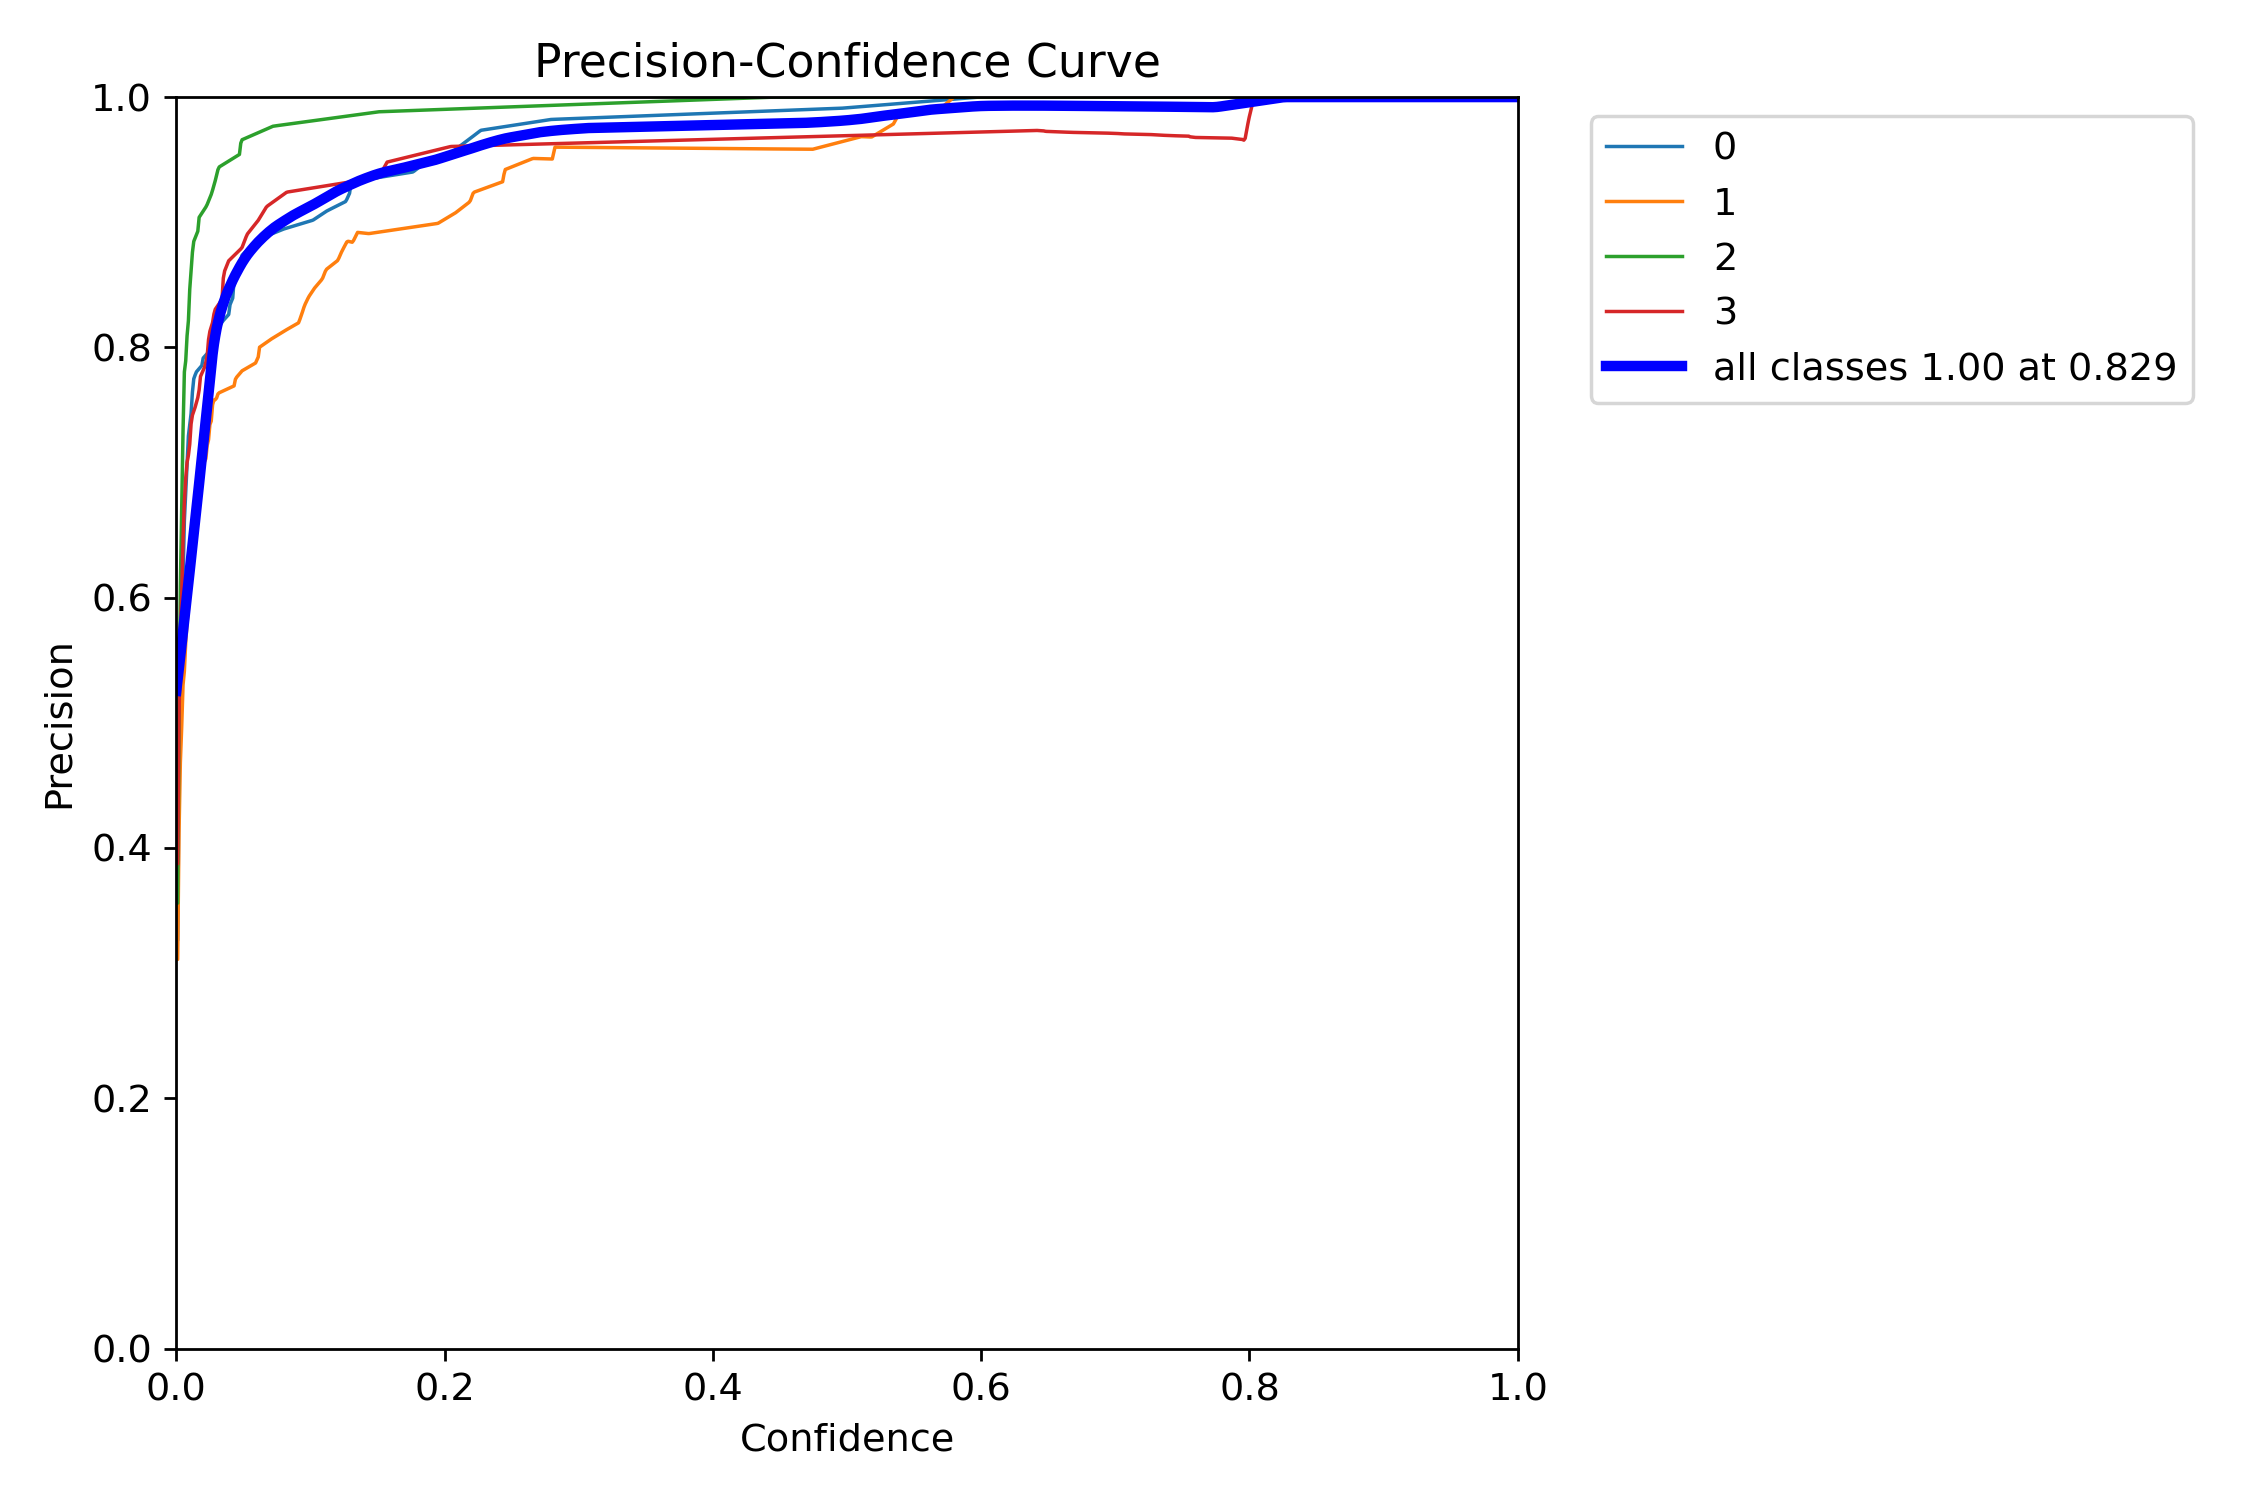 Precision-Confidence Curve
1.0
0.8
0.6
0.4
0.2
0.0
Precision
0.0 0.2 0.4 0.6 0.8 1.0
Confidence
0
1
2
3
all classes 1.00 at 0.829